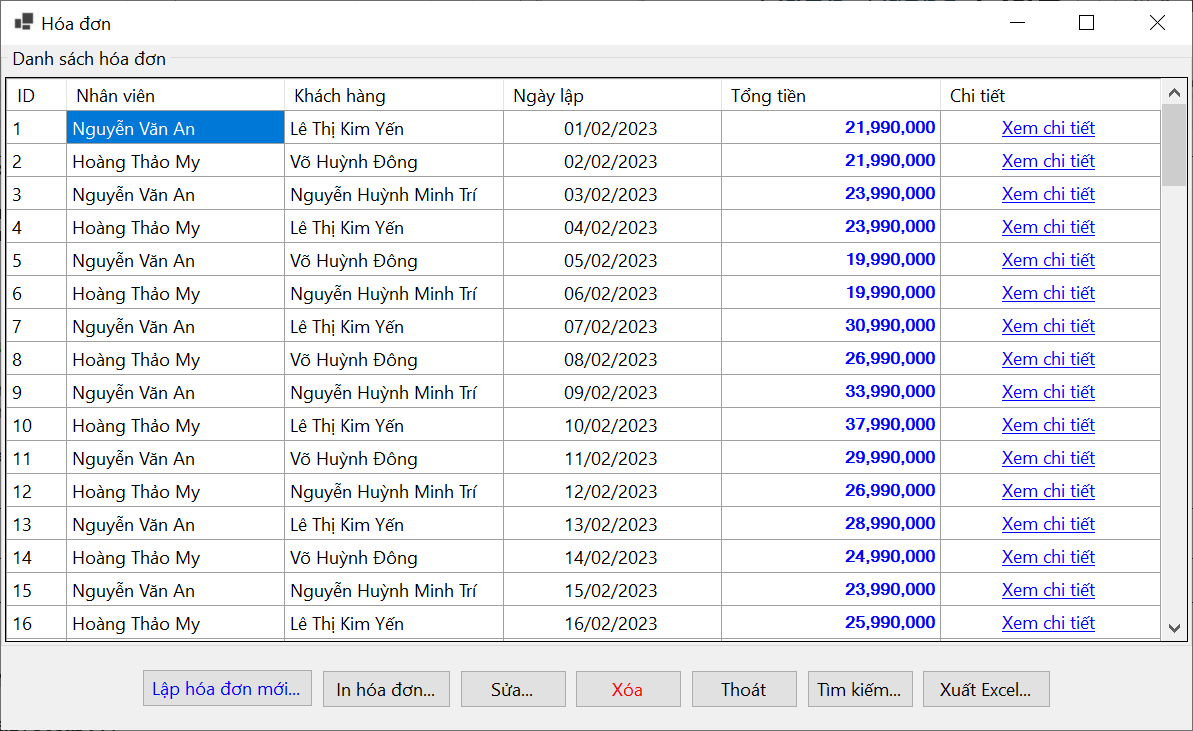 Hóa đơn
Danh sách hóa đơn
ID Nhân viên Khách hàng Ngày lập Tổng tiền Chi tiết
1 Nguyễn Văn An Lê Thị Kim Yến 01/02/2023 21,990,000 Xem chi tiết
2 Hoàng Thảo My Võ Huỳnh Đông 02/02/2023 21,990,000 Xem chi tiết
3 Nguyễn Văn An Nguyễn Huỳnh Minh Trí 03/02/2023 23,990,000 Xem chi tiết
4 Hoàng Thảo My Lê Thị Kim Yến 04/02/2023 23,990,000 Xem chi tiết
5 Nguyễn Văn An Võ Huỳnh Đông 05/02/2023 19,990,000 Xem chi tiết
6 Hoàng Thảo My Nguyễn Huỳnh Minh Trí 06/02/2023 19,990,000 Xem chi tiết
7 Nguyễn Văn An Lê Thị Kim Yến 07/02/2023 30,990,000 Xem chi tiết
8 Hoàng Thảo My Võ Huỳnh Đông 08/02/2023 26,990,000 Xem chi tiết
9 Nguyễn Văn An Nguyễn Huỳnh Minh Trí 09/02/2023 33,990,000 Xem chi tiết
10 Hoàng Thảo My Lê Thị Kim Yến 10/02/2023 37,990,000 Xem chi tiết
11 Nguyễn Văn An Võ Huỳnh Đông 11/02/2023 29,990,000 Xem chi tiết
12 Hoàng Thảo My Nguyễn Huỳnh Minh Trí 12/02/2023 26,990,000 Xem chi tiết
13 Nguyễn Văn An Lê Thị Kim Yến 13/02/2023 28,990,000 Xem chi tiết
14 Hoàng Thảo My Võ Huỳnh Đông 14/02/2023 24,990,000 Xem chi tiết
15 Nguyễn Văn An Nguyễn Huỳnh Minh Trí 15/02/2023 23,990,000 Xem chi tiết
16 Hoàng Thảo My Lê Thị Kim Yến 16/02/2023 25,990,000 Xem chi tiết
Lập hóa đơn mới... In hóa đơn... Sửa... Xóa Thoát Tìm kiếm... Xuất Excel...